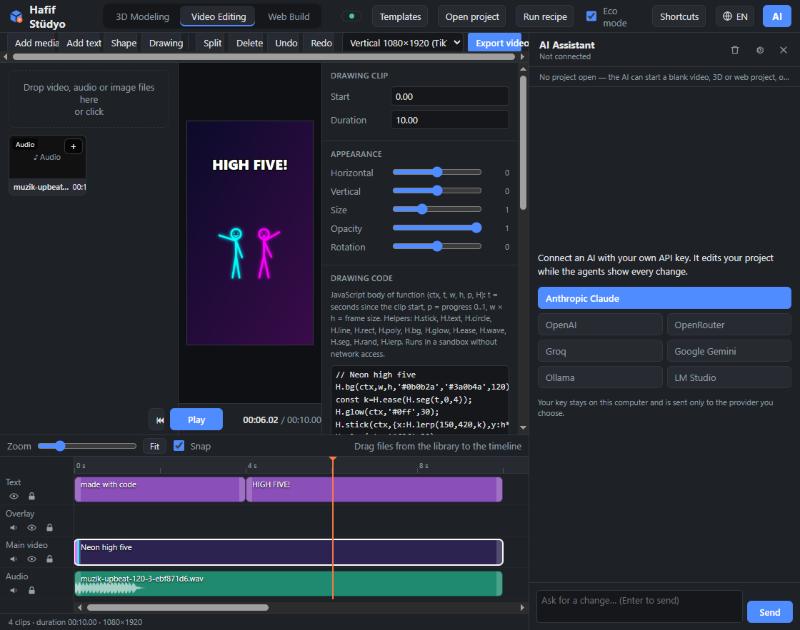 Hafif Stüdyo
3D Modeling
Video Editing
Web Build
Templates
Open project
Run recipe
Eco mode
Shortcuts
EN
AI
Add media
Add text
Shape
Drawing
Split
Delete
Undo
Redo
Vertical 1080×1920 (Tik
Export video
Drop video, audio or image files
here
or click
Audio
♪ Audio
muzik-upbeat... 00:1
HIGH FIVE!
Play
00:06.02 / 00:10.00
DRAWING CLIP
Start 0.00
Duration 10.00
APPEARANCE
Horizontal 0
Vertical 0
Size 1
Opacity 1
Rotation 0
DRAWING CODE
JavaScript body of function (ctx, t, w, h, p, H): t =
seconds since the clip start, p = progress 0..1, w ×
h = frame size. Helpers: H.stick, H.text, H.circle,
H.line, H.rect, H.poly, H.bg, H.glow, H.ease, H.wave,
H.seg, H.rand, H.lerp. Runs in a sandbox without
network access.
// Neon high five
H.bg(ctx,w,h,'#0b0b2a','#3a0b4a',120)
const k=H.ease(H.seg(t,0,4));
H.glow(ctx,'#0ff',30);
H.stick(ctx,{x:H.lerp(150,420,k),y:h*
AI Assistant
Not connected
No project open — the AI can start a blank video, 3D or web project, o...
Connect an AI with your own API key. It edits your project
while the agents show every change.
Anthropic Claude
OpenAI
OpenRouter
Groq
Google Gemini
Ollama
LM Studio
Your key stays on this computer and is sent only to the provider you
choose.
Ask for a change... (Enter to send)
Send
Zoom
Fit
Snap
Drag files from the library to the timeline
0 s
4 s
8 s
Text
made with code
HIGH FIVE!
Overlay
Main video
Neon high five
Audio
muzik-upbeat-120-3-ebf871d6.wav
4 clips · duration 00:10.00 · 1080×1920